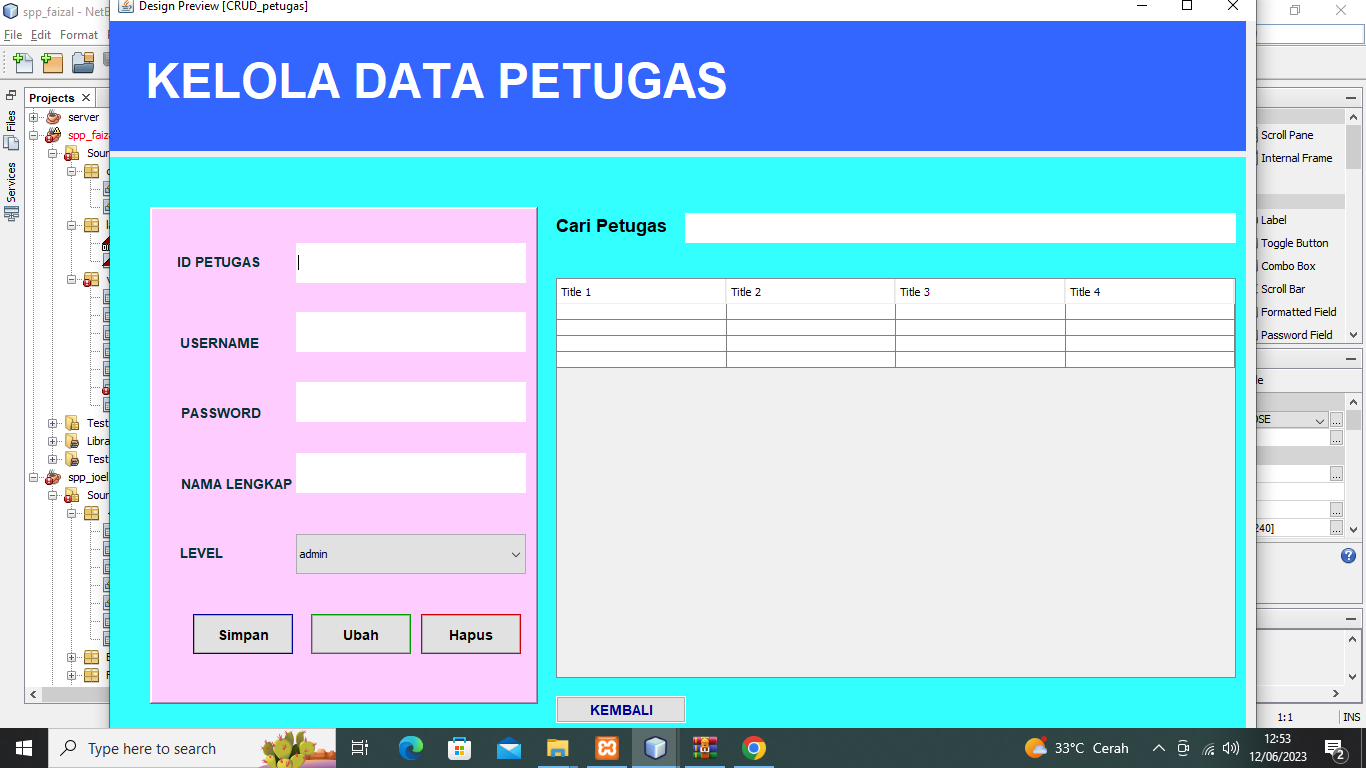 spp_faizal - NetB
Design Preview [CRUD_petugas]
File Edit Format
KELOLA DATA PETUGAS
Projects
Files
Services
server
spp_faiza
Sour
Test
Libra
Test
spp_joel
Sour
Cari Petugas
ID PETUGAS
USERNAME
PASSWORD
NAMA LENGKAP
LEVEL
admin
Simpan Ubah Hapus
Title 1 Title 2 Title 3 Title 4
KEMBALI
Scroll Pane
Internal Frame
Label
Toggle Button
Combo Box
Scroll Bar
Formatted Field
Password Field
OSE
240]
1:1 INS
Type here to search
33°C Cerah
12:53
12/06/2023
2